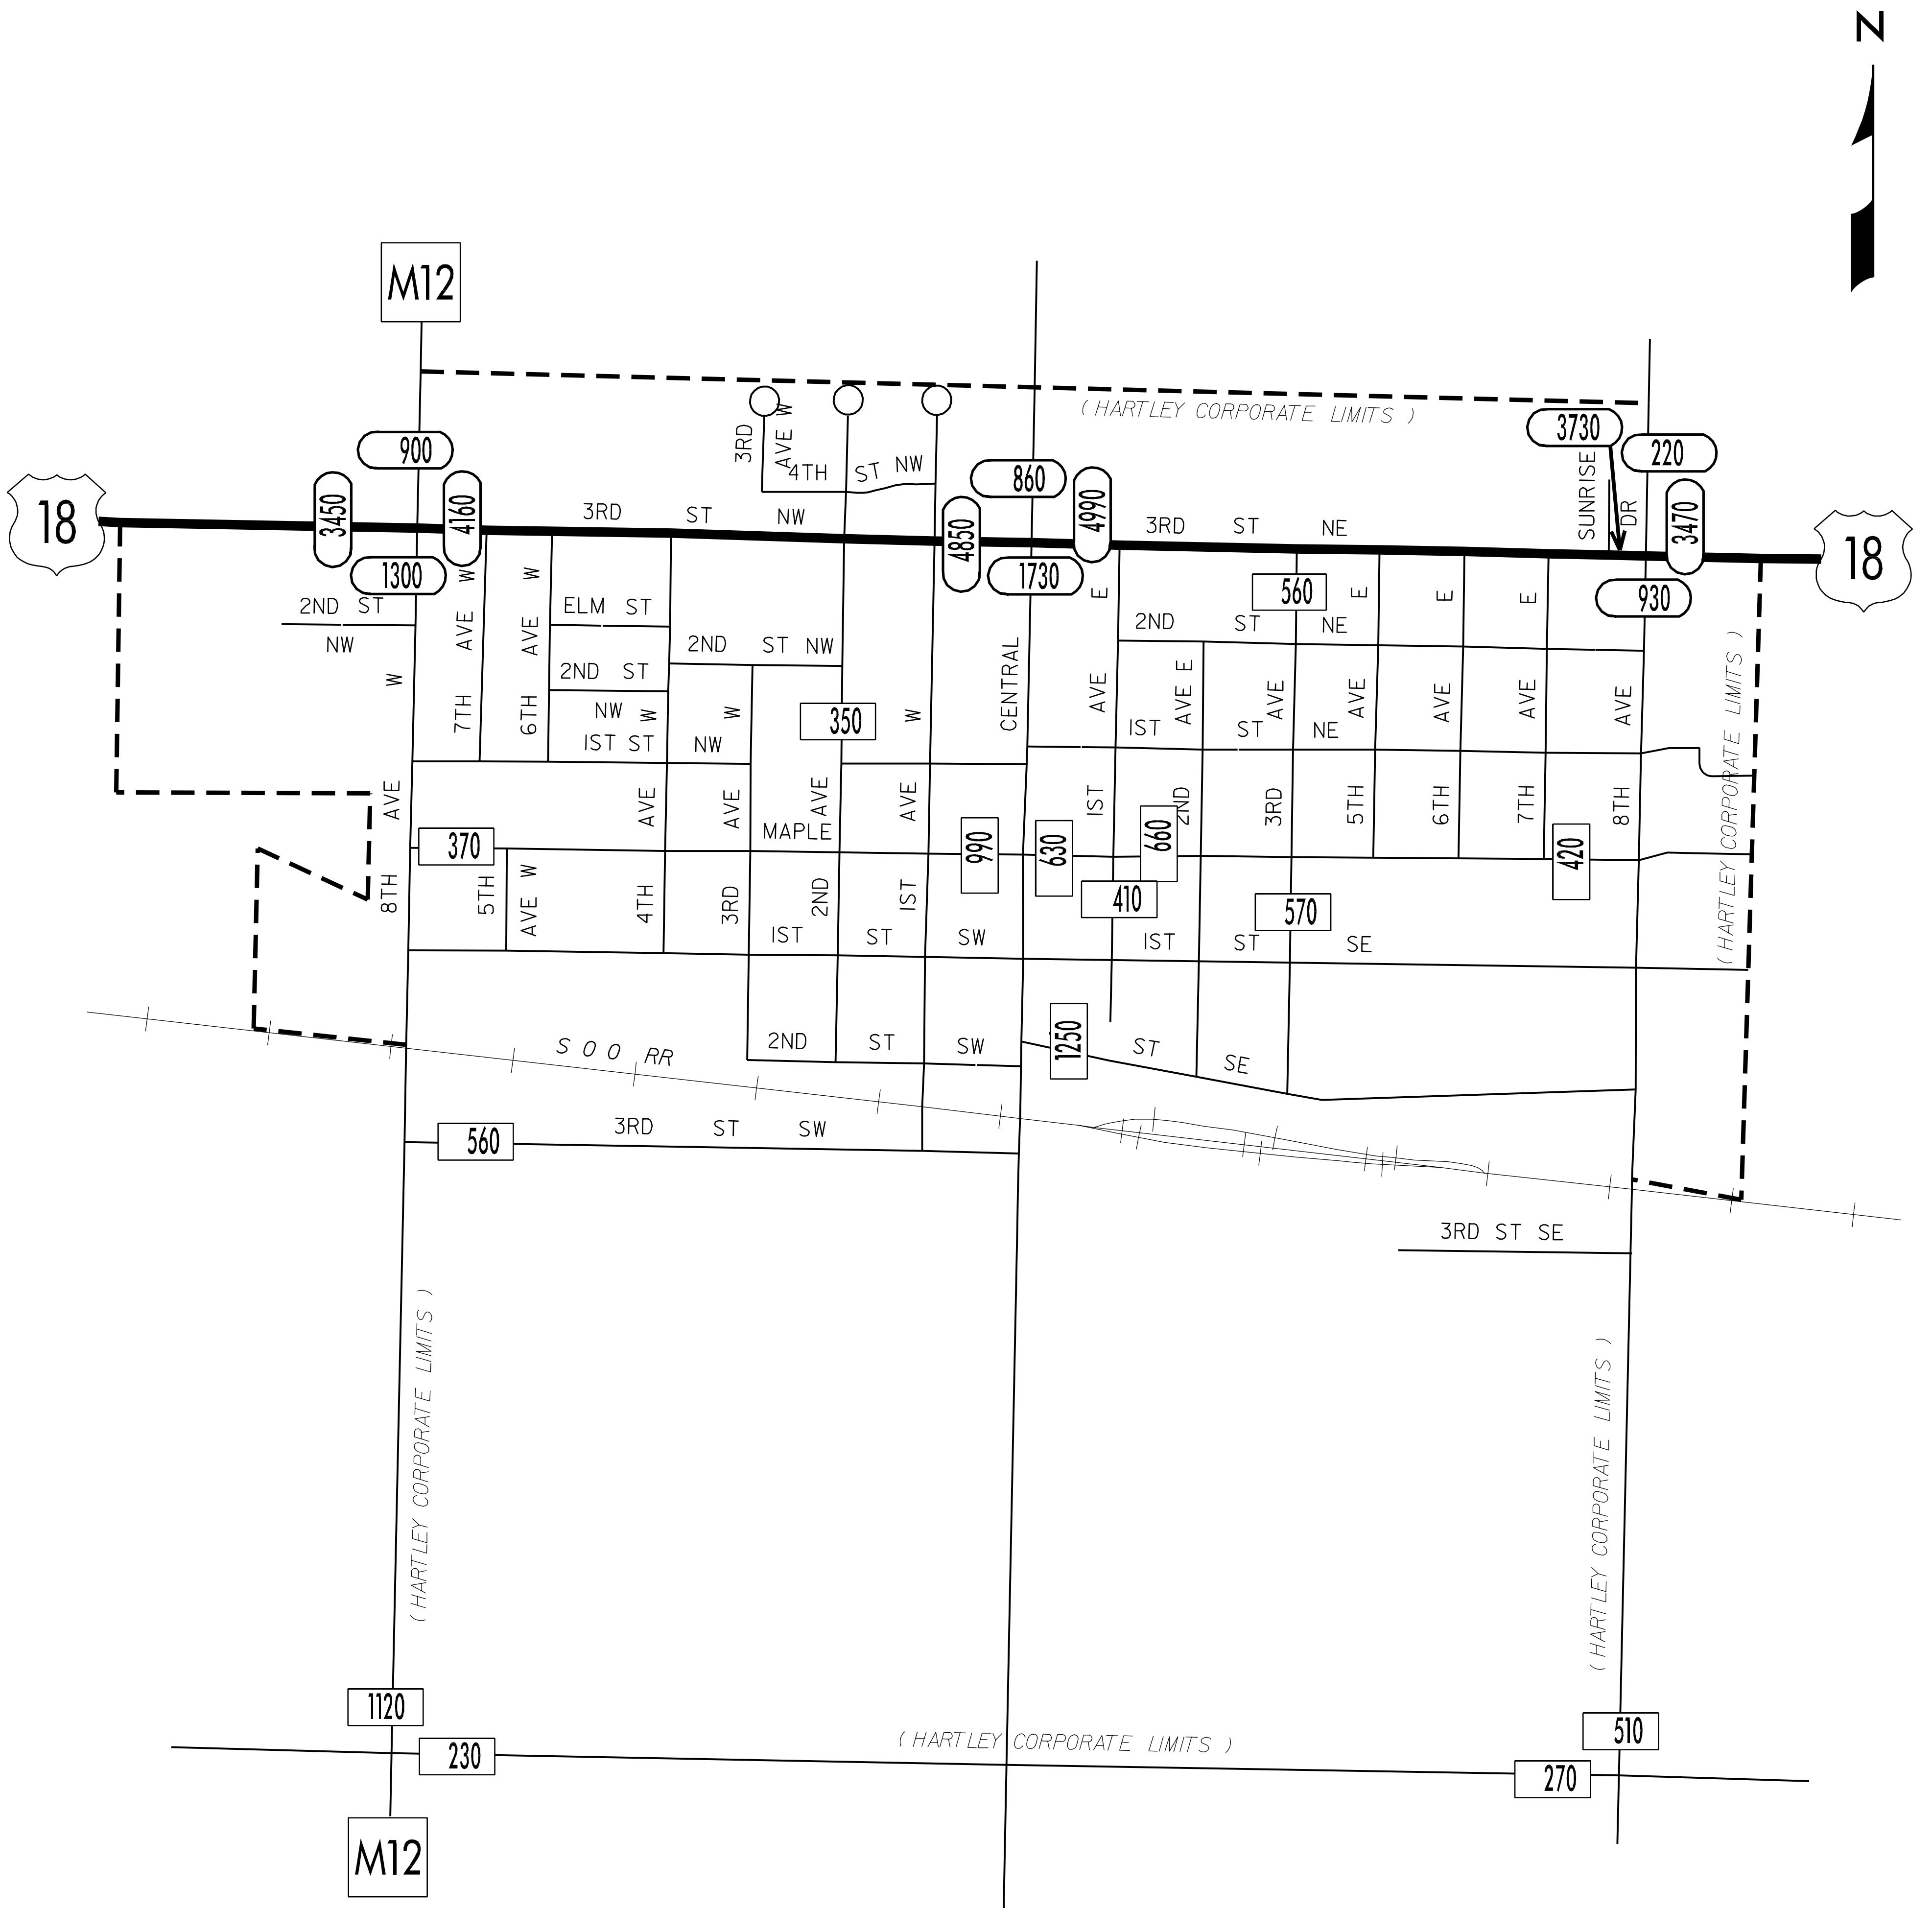 N
M12
( HARTLEY CORPORATE LIMITS )
3RD AVE W
4TH ST NW
3730
220
900
860
SUNRISE DR
18
3450
4160
3RD ST NW
4850
4990
3RD ST NE
3470
18
1300
1730
560
930
2ND ST NW
ELM ST
2ND ST NW
2ND ST NE
2ND ST NW
IST ST NW
350
IST ST NE
8TH AVE W
7TH AVE W
6TH AVE W
4TH AVE W
3RD AVE W
2ND AVE
IST AVE W
CENTRAL
IST AVE E
2ND AVE E
3RD AVE
5TH AVE E
6TH AVE E
7TH AVE E
8TH AVE
( HARTLEY CORPORATE LIMITS )
MAPLE
370
990
630
660
420
5TH AVE W
410
570
IST ST SW
IST ST SE
1250
2ND ST SW
ST SE
SOO RR
3RD ST SW
560
3RD ST SE
( HARTLEY CORPORATE LIMITS )
( HARTLEY CORPORATE LIMITS )
1120
510
( HARTLEY CORPORATE LIMITS )
230
270
M12